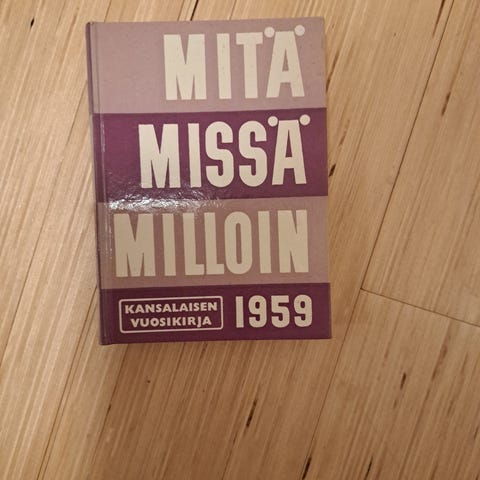 MITÄ
MISSÄ
MILLOIN
KANSALAISEN
VUOSIKIRJA
1959